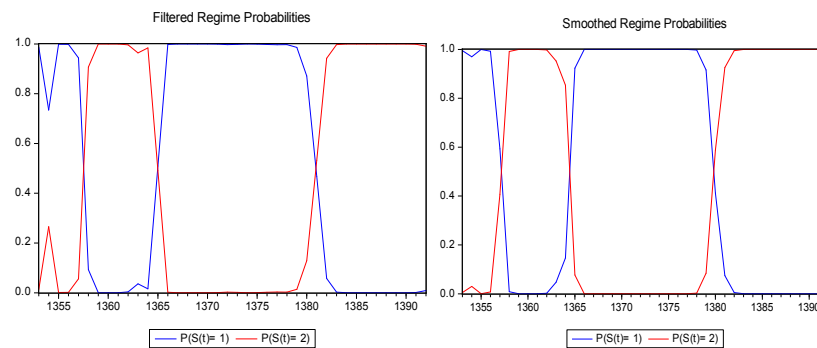 Filtered Regime Probabilities
1.0
0.8
0.6
0.4
0.2
0.0
1355 1360 1365 1370 1375 1380 1385 1390
P(S(t)= 1) P(S(t)= 2)
Smoothed Regime Probabilities
1.0
0.8
0.6
0.4
0.2
0.0
1355 1360 1365 1370 1375 1380 1385 1390
P(S(t)= 1) P(S(t)= 2)